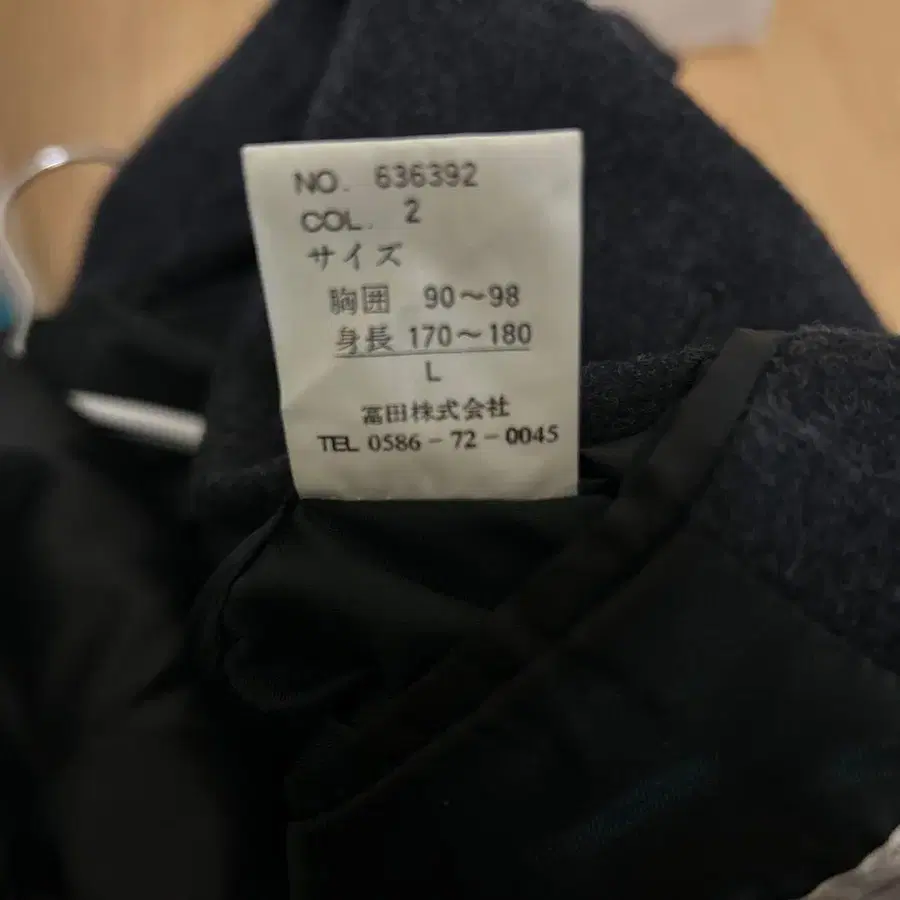 NO. 636392
COL. 2
サイズ
胸囲 90～98
身長 170～180
L
冨田株式会社
TEL 0586-72-0045